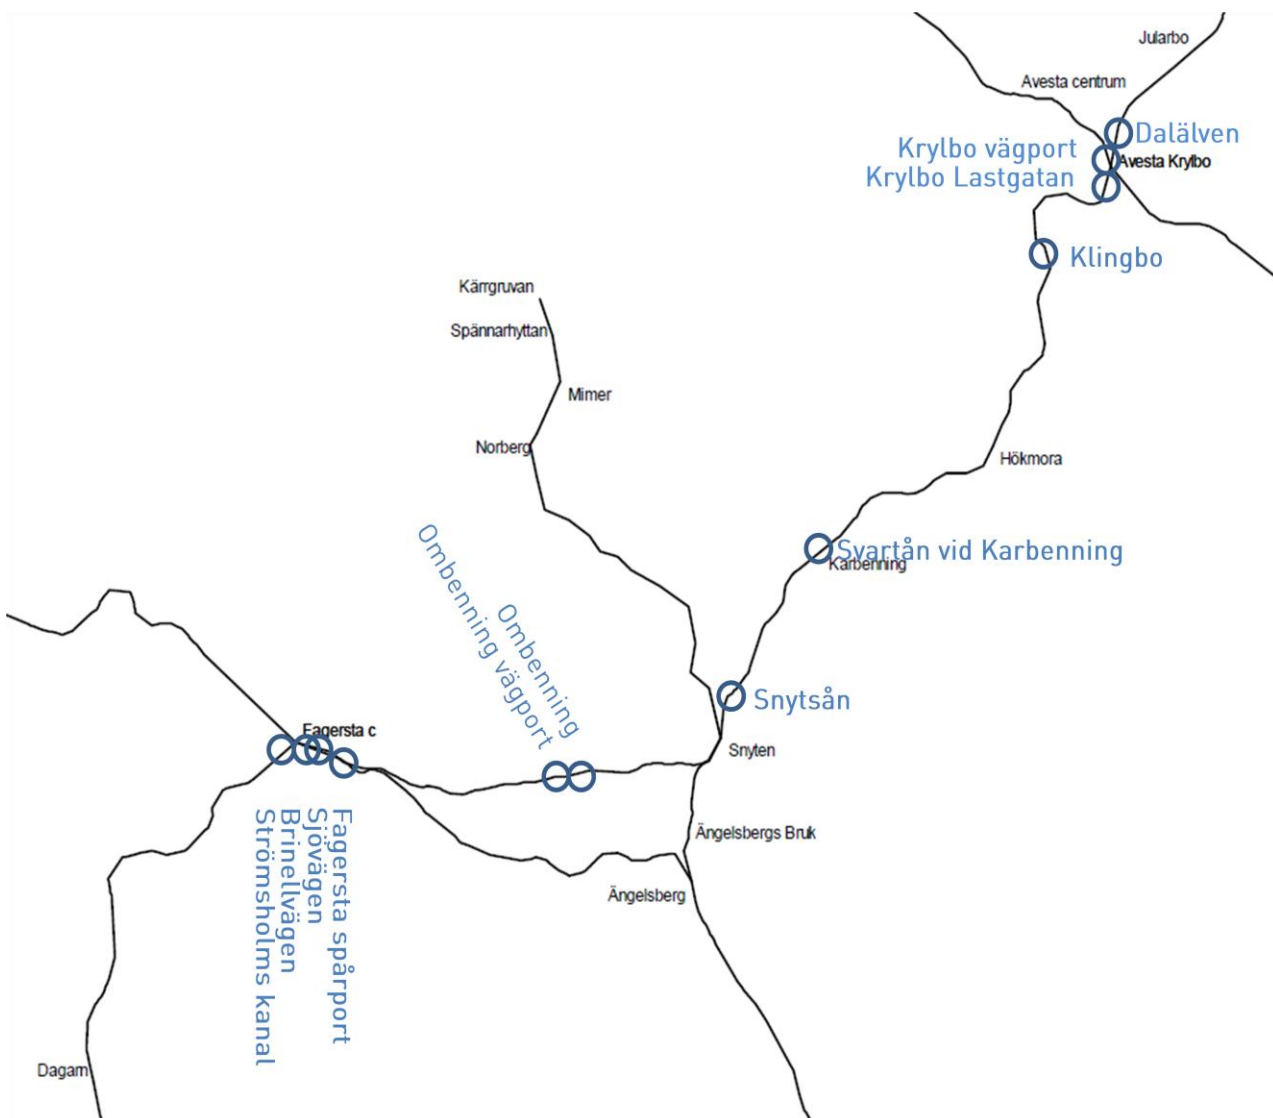 Jularbo
Avesta centrum
Dalälven
Krylbo vägport
Avesta Krylbo
Krylbo Lastgatan
Klingbo
Kärrgruvan
Spännarhyttan
Mimer
Norberg
Hökmora
Svartån vid Karbenning
Karbenning
Ombenning
Ombenning vägport
Snytsån
Fagersta c
Snyten
Ängelsbergs Bruk
Ängelsberg
Fagersta spårport
Sjövägen
Brinellvägen
Strömsholms kanal
Dagarn